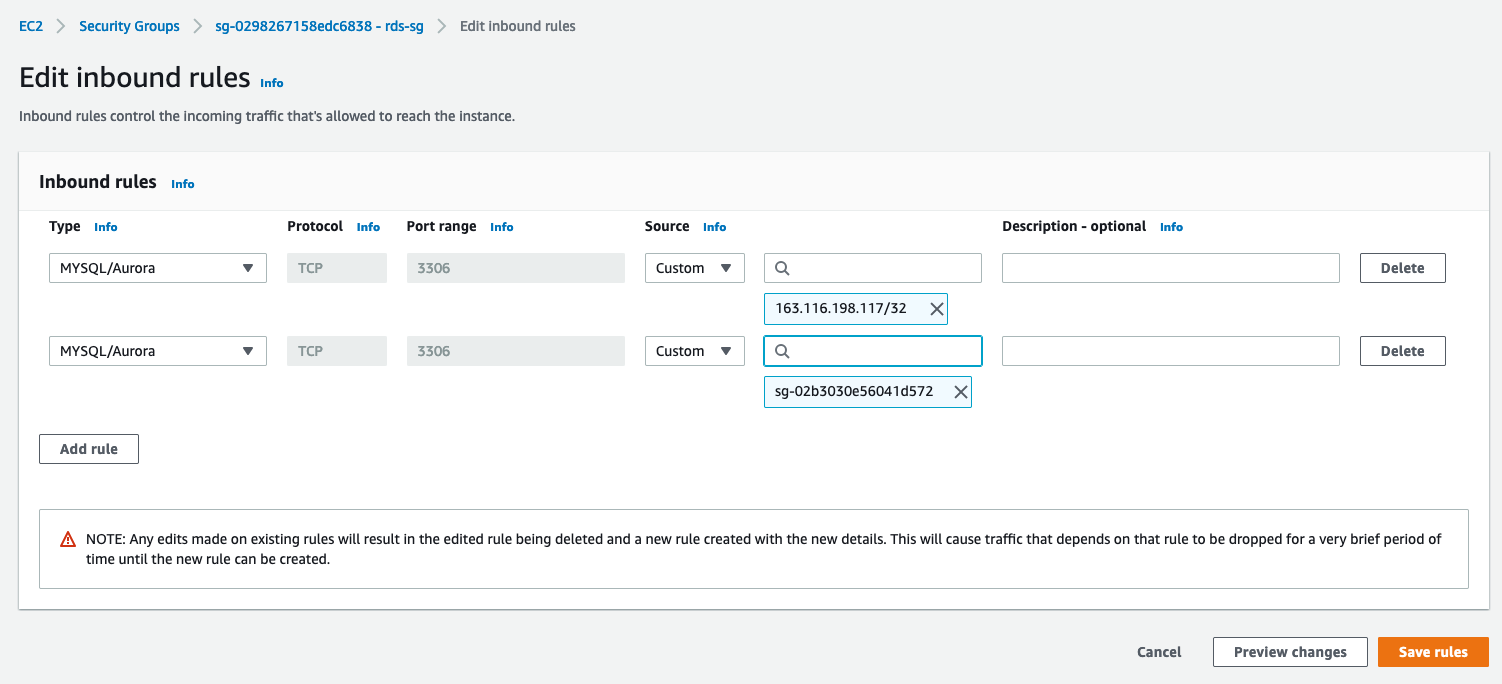 EC2 > Security Groups > sg-0298267158edc6838 - rds-sg > Edit inbound rules
Edit inbound rules Info
Inbound rules control the incoming traffic that's allowed to reach the instance.
Inbound rules Info
Type Info Protocol Info Port range Info Source Info Description - optional Info
MYSQL/Aurora TCP 3306 Custom Delete
163.116.198.117/32
MYSQL/Aurora TCP 3306 Custom Delete
sg-02b3030e56041d572
Add rule
NOTE: Any edits made on existing rules will result in the edited rule being deleted and a new rule created with the new details. This will cause traffic that depends on that rule to be dropped for a very brief period of
time until the new rule can be created.
Cancel Preview changes Save rules